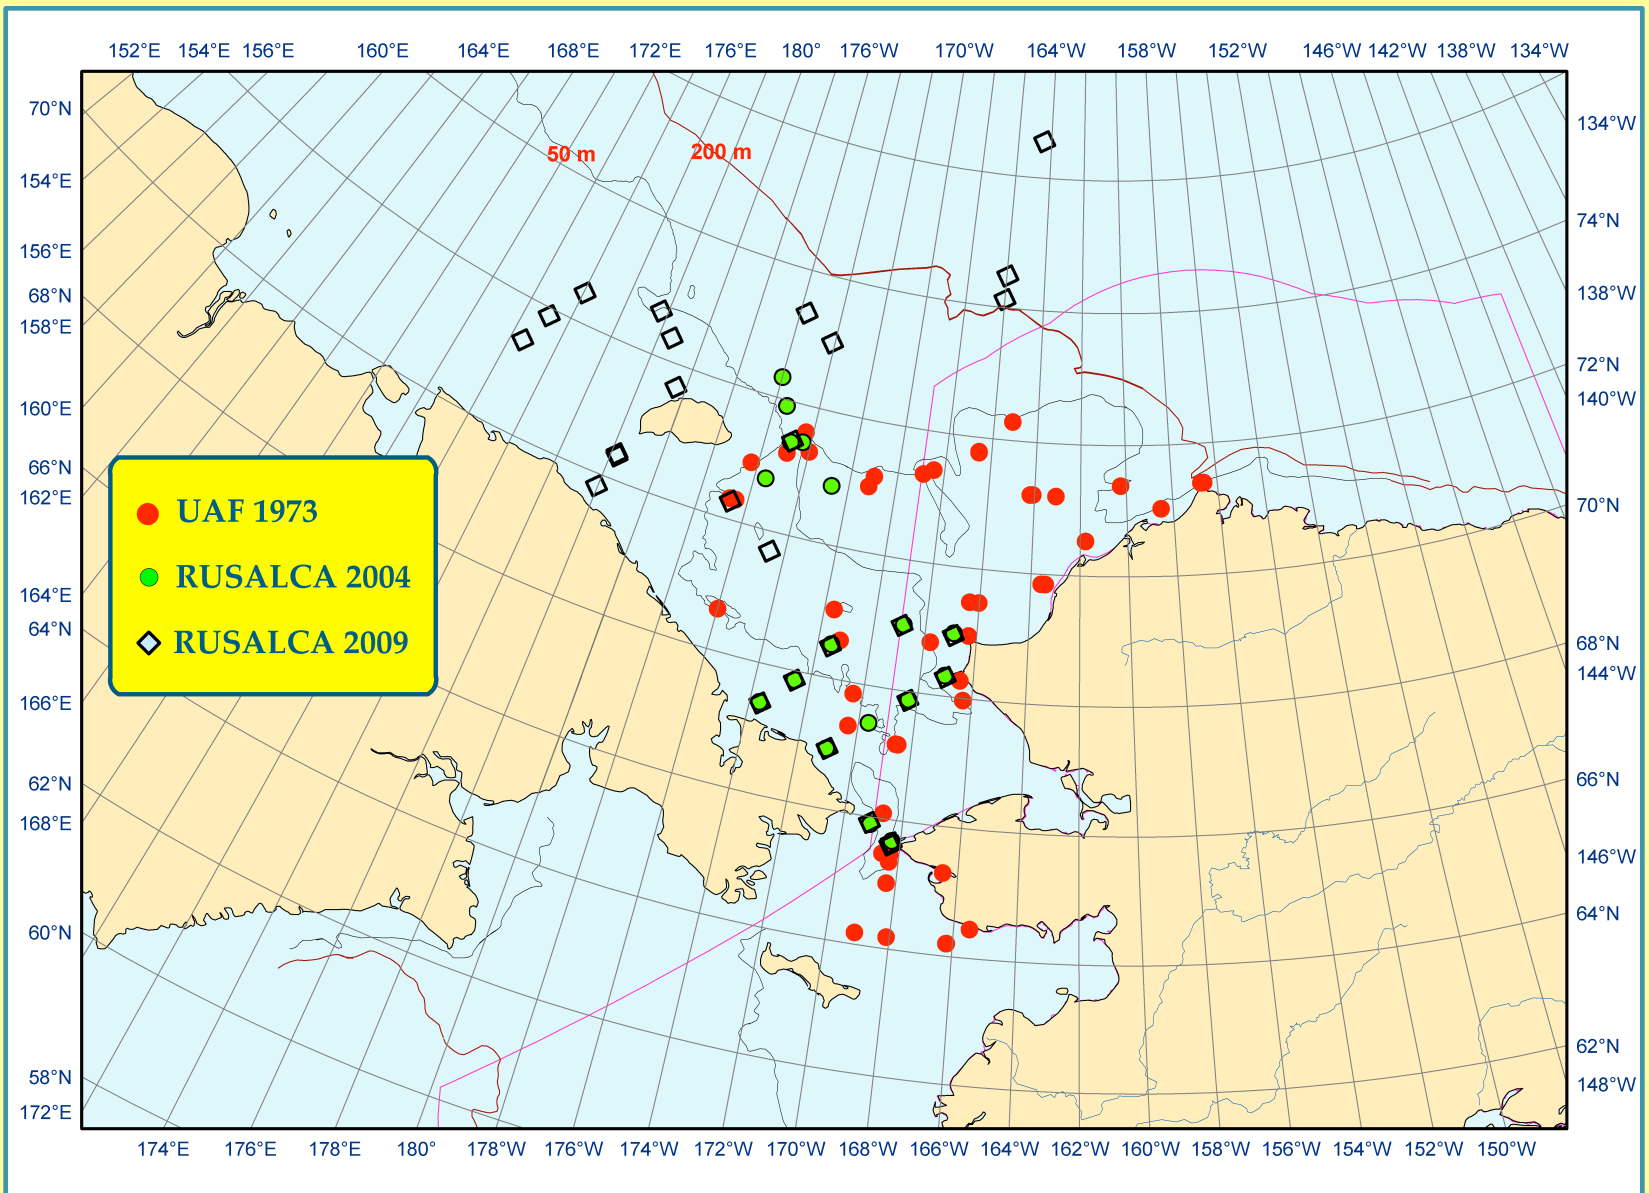 152°E 154°E 156°E 160°E 164°E 168°E 172°E 176°E 180° 176°W 170°W 164°W 158°W 152°W 146°W 142°W 138°W 134°W
70°N
134°W
50 m 200 m
154°E
74°N
156°E
68°N
138°W
158°E
72°N
140°W
160°E
66°N
162°E
70°N
UAF 1973
RUSALCA 2004
RUSALCA 2009
164°E
64°N
68°N
144°W
166°E
62°N
66°N
168°E
146°W
60°N
64°N
62°N
58°N
148°W
172°E
174°E 176°E 178°E 180° 178°W 176°W 174°W 172°W 170°W 168°W 166°W 164°W 162°W 160°W 158°W 156°W 154°W 152°W 150°W